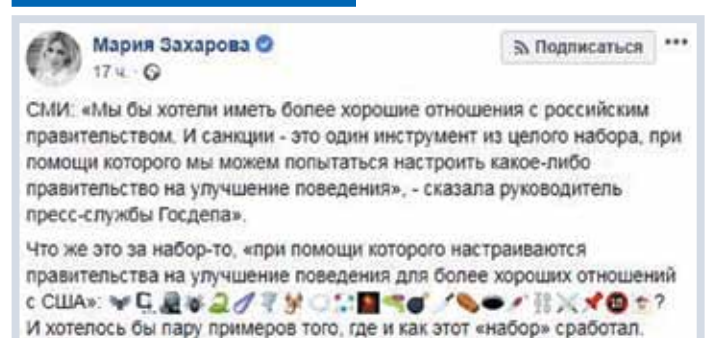 Мария Захарова
Подписаться
17 ч.
СМИ: «Мы бы хотели иметь более хорошие отношения с российским
правительством. И санкции - это один инструмент из целого набора, при
помощи которого мы можем попытаться настроить какое-либо
правительство на улучшение поведения», - сказала руководитель
пресс-службы Госдепа».
Что же это за набор-то, «при помощи которого настраиваются
правительства на улучшение поведения для более хороших отношений
с США»: ?
И хотелось бы пару примеров того, где и как этот «набор» сработал.